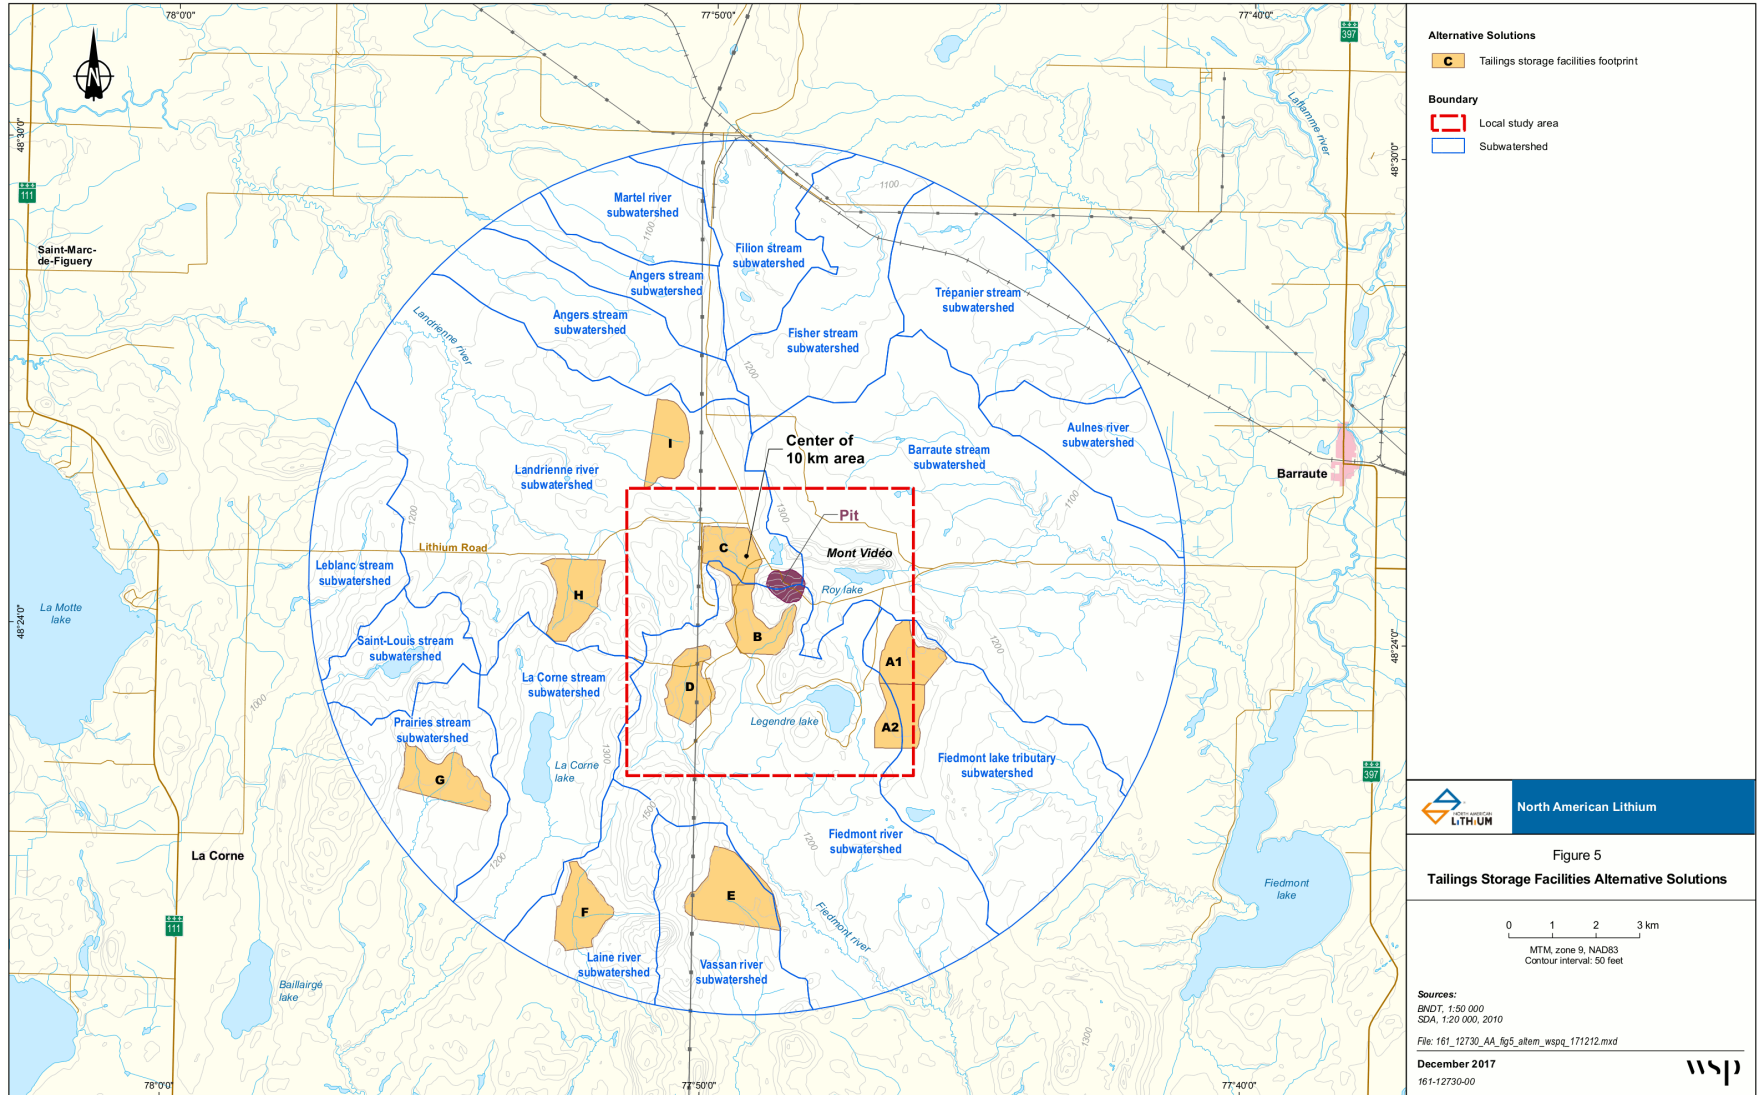 78°0'0"
77°50'0"
77°40'0"
397
48°30'0"
48°30'0"
Laflamme river
111
Saint-Marc-
de-Figuery
Martel river
subwatershed
1100
1100
Filion stream
subwatershed
Angers stream
subwatershed
Angers stream
subwatershed
Trépanier stream
subwatershed
Fisher stream
subwatershed
Landrienne river
1200
I
Center of
10 km area
Aulnes river
subwatershed
Barraute stream
subwatershed
Landrienne river
subwatershed
Barraute
1200
1300
1100
Pit
Lithium Road
C
Mont Vidéo
Leblanc stream
subwatershed
H
Roy lake
La Motte
lake
48°24'0"
48°24'0"
Saint-Louis stream
subwatershed
B
1200
A1
La Corne stream
subwatershed
D
1000
Legendre lake
A2
Prairies stream
subwatershed
1300
La Corne
lake
G
Fiedmont lake tributary
subwatershed
397
1500
1200
Fiedmont river
subwatershed
La Corne
1200
Fiedmont
lake
E
F
111
Fiedmont river
Laine river
subwatershed
Vassan river
subwatershed
Baillairgé
lake
1300
78°0'0"
77°50'0"
77°40'0"
N
Alternative Solutions
C Tailings storage facilities footprint
Boundary
Local study area
Subwatershed
NORTH AMERICAN
LITHIUM
North American Lithium
Figure 5
Tailings Storage Facilities Alternative Solutions
0 1 2 3 km
MTM, zone 9, NAD83
Contour interval: 50 feet
Sources:
BNDT, 1:50 000
SDA, 1:20 000, 2010
File: 161_12730_AA_fig5_altern_wspq_171212.mxd
December 2017
161-12730-00
wsp